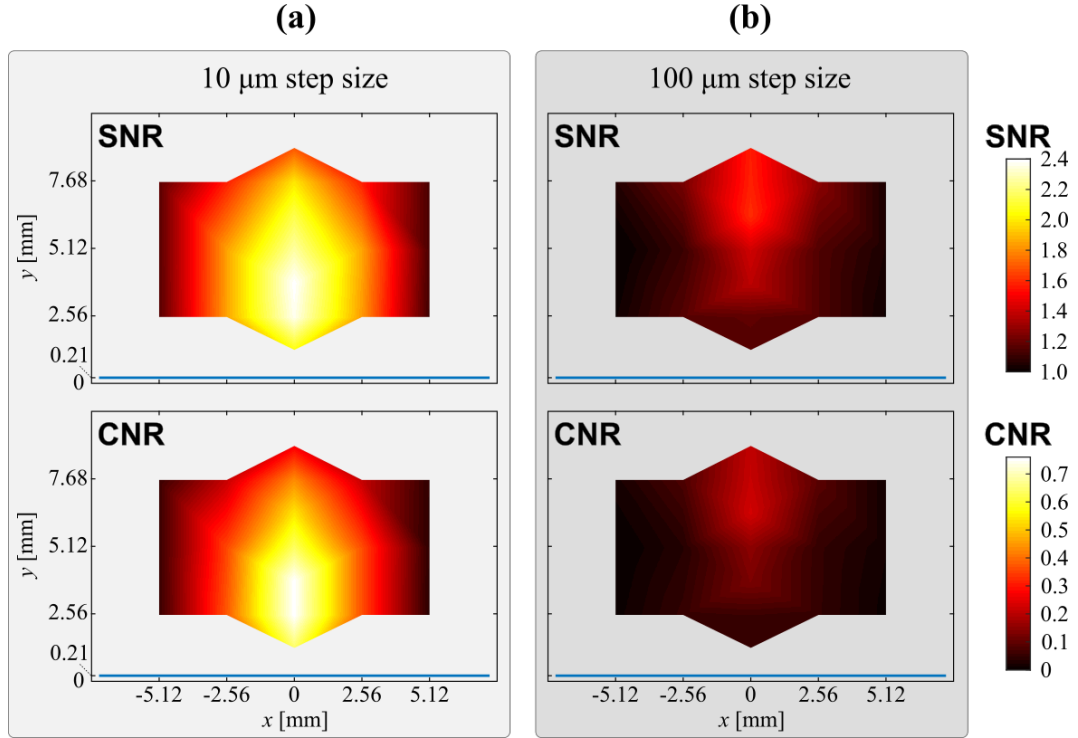 (a)
(b)
10 μm step size
100 μm step size
SNR
SNR
SNR
7.68
5.12
2.56
0.21
0
y [mm]
2.4
2.2
2.0
1.8
1.6
1.4
1.2
1.0
CNR
CNR
CNR
7.68
5.12
2.56
0.21
0
y [mm]
0.7
0.6
0.5
0.4
0.3
0.2
0.1
0
-5.12 -2.56 0 2.56 5.12
-5.12 -2.56 0 2.56 5.12
x [mm]
x [mm]